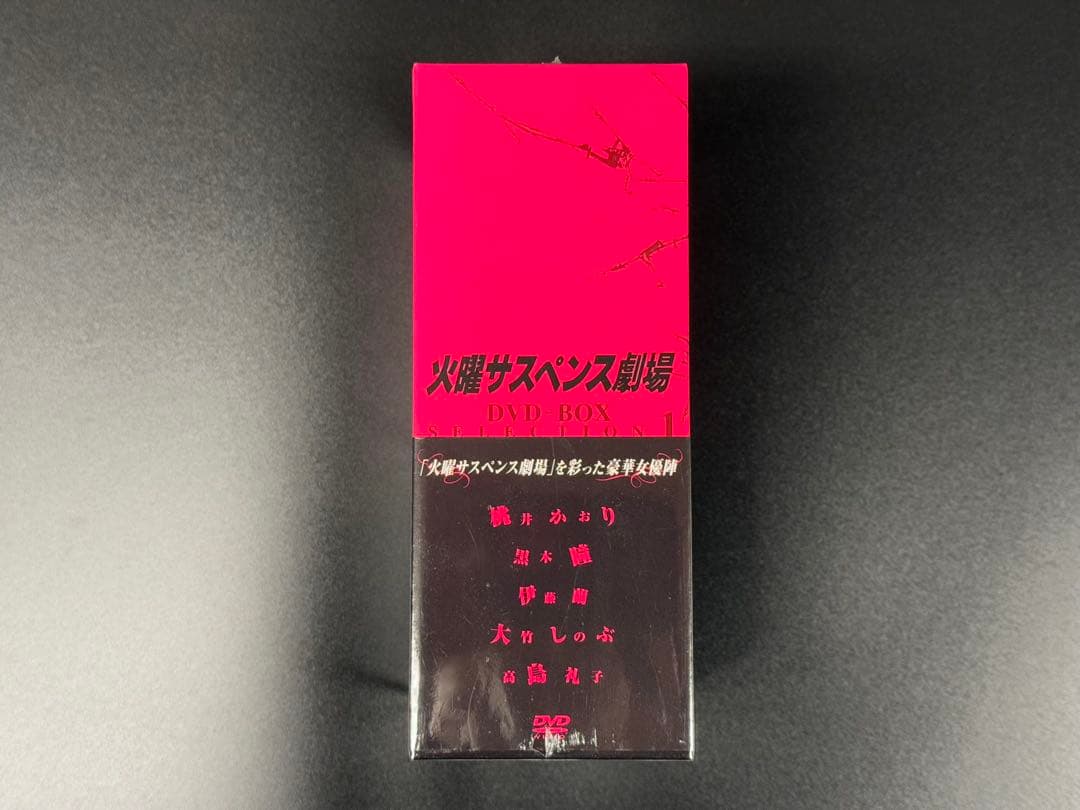 火曜サスペンス劇場
DVD-BOX
SELECTION 1
「火曜サスペンス劇場」を彩った豪華女優陣
桃井かおり
黒木瞳
伊藤蘭
大竹しのぶ
高島礼子
DVD